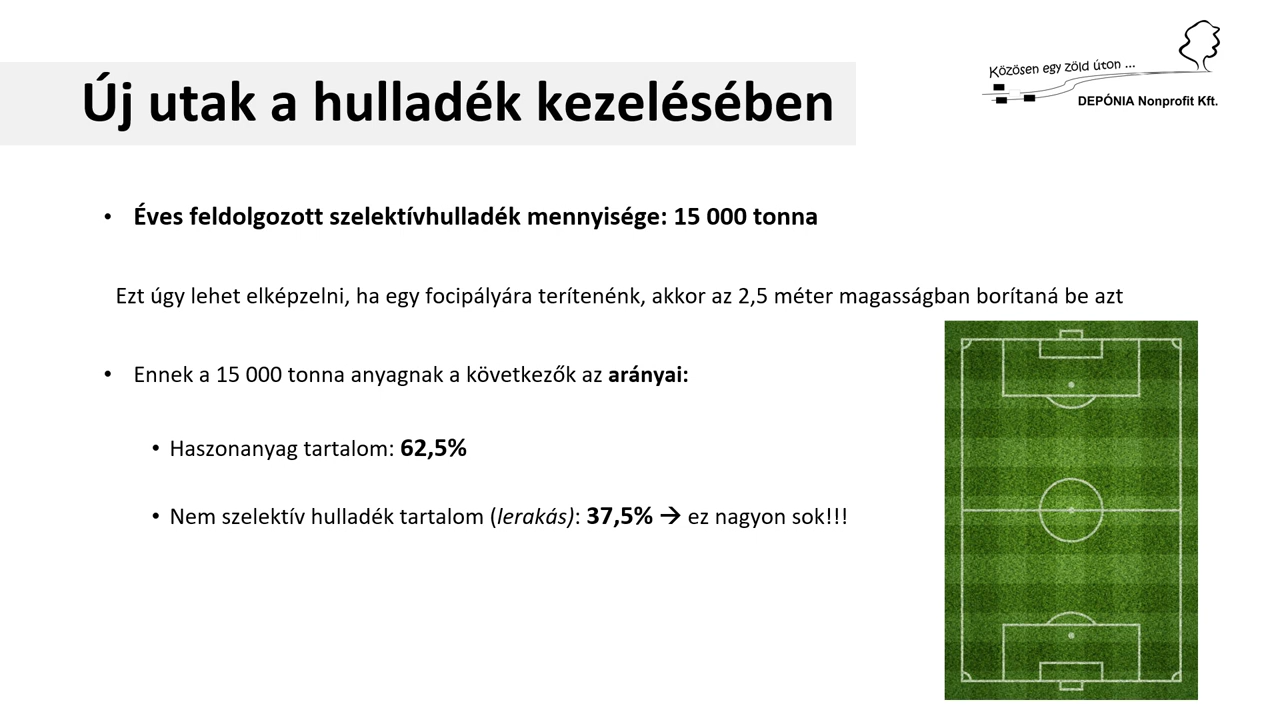 Közösen egy zöld úton ...
DEPÓNIA Nonprofit Kft.
Új utak a hulladék kezelésében
• Éves feldolgozott szelektívhulladék mennyisége: 15 000 tonna
Ezt úgy lehet elképzelni, ha egy focipályára terítenénk, akkor az 2,5 méter magasságban borítaná be azt
• Ennek a 15 000 tonna anyagnak a következők az arányai:
• Haszonanyag tartalom: 62,5%
• Nem szelektív hulladék tartalom (lerakás): 37,5% → ez nagyon sok!!!